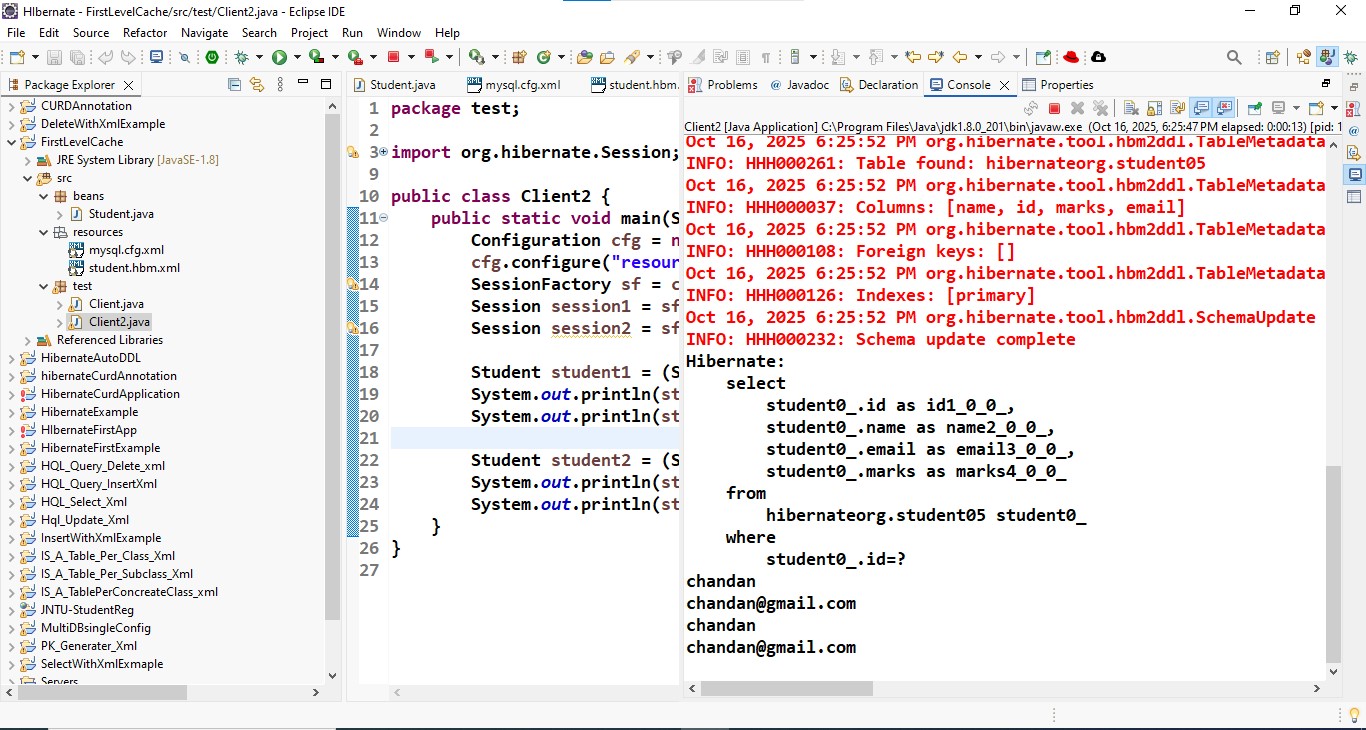 HIbernate - FirstLevelCache/src/test/Client2.java - Eclipse IDE
File Edit Source Refactor Navigate Search Project Run Window Help
Package Explorer
CURDAnnotation
DeleteWithXmlExample
FirstLevelCache
JRE System Library [JavaSE-1.8]
src
beans
Student.java
resources
mysql.cfg.xml
student.hbm.xml
test
Client.java
Client2.java
Referenced Libraries
HibernateAutoDDL
hibernateCurdAnnotation
HibernateCurdApplication
HibernateExample
HIbernateFirstApp
HibernateFirstExample
HQL_Query_Delete_xml
HQL_Query_InsertXml
HQL_Select_Xml
Hql_Update_Xml
InsertWithXmlExample
IS_A_Table_Per_Class_Xml
IS_A_Table_Per_Subclass_Xml
IS_A_TablePerConcreateClass_xml
JNTU-StudentReg
MultiDBsingleConfig
PK_Generater_Xml
SelectWithXmlExmaple
Servers
Student.java mysql.cfg.xml student.hbm.
1 package test;
2
3 import org.hibernate.Session;
9
10 public class Client2 {
11 public static void main(S
12 Configuration cfg = n
13 cfg.configure("resour
14 SessionFactory sf = c
15 Session session1 = sf
16 Session session2 = sf
17
18 Student student1 = (S
19 System.out.println(st
20 System.out.println(st
21
22 Student student2 = (S
23 System.out.println(st
24 System.out.println(st
25 }
26 }
27
Problems @ Javadoc Declaration Console Properties
Client2 [Java Application] C:\Program Files\Java\jdk1.8.0_201\bin\javaw.exe (Oct 16, 2025, 6:25:47 PM elapsed: 0:00:13) [pid: 1
Oct 16, 2025 6:25:52 PM org.hibernate.tool.hbm2ddl.TableMetadata
INFO: HHH000261: Table found: hibernateorg.student05
Oct 16, 2025 6:25:52 PM org.hibernate.tool.hbm2ddl.TableMetadata
INFO: HHH000037: Columns: [name, id, marks, email]
Oct 16, 2025 6:25:52 PM org.hibernate.tool.hbm2ddl.TableMetadata
INFO: HHH000108: Foreign keys: []
Oct 16, 2025 6:25:52 PM org.hibernate.tool.hbm2ddl.TableMetadata
INFO: HHH000126: Indexes: [primary]
Oct 16, 2025 6:25:52 PM org.hibernate.tool.hbm2ddl.SchemaUpdate
INFO: HHH000232: Schema update complete
Hibernate:
select
student0_.id as id1_0_0_,
student0_.name as name2_0_0_,
student0_.email as email3_0_0_,
student0_.marks as marks4_0_0_
from
hibernateorg.student05 student0_
where
student0_.id=?
chandan
chandan@gmail.com
chandan
chandan@gmail.com